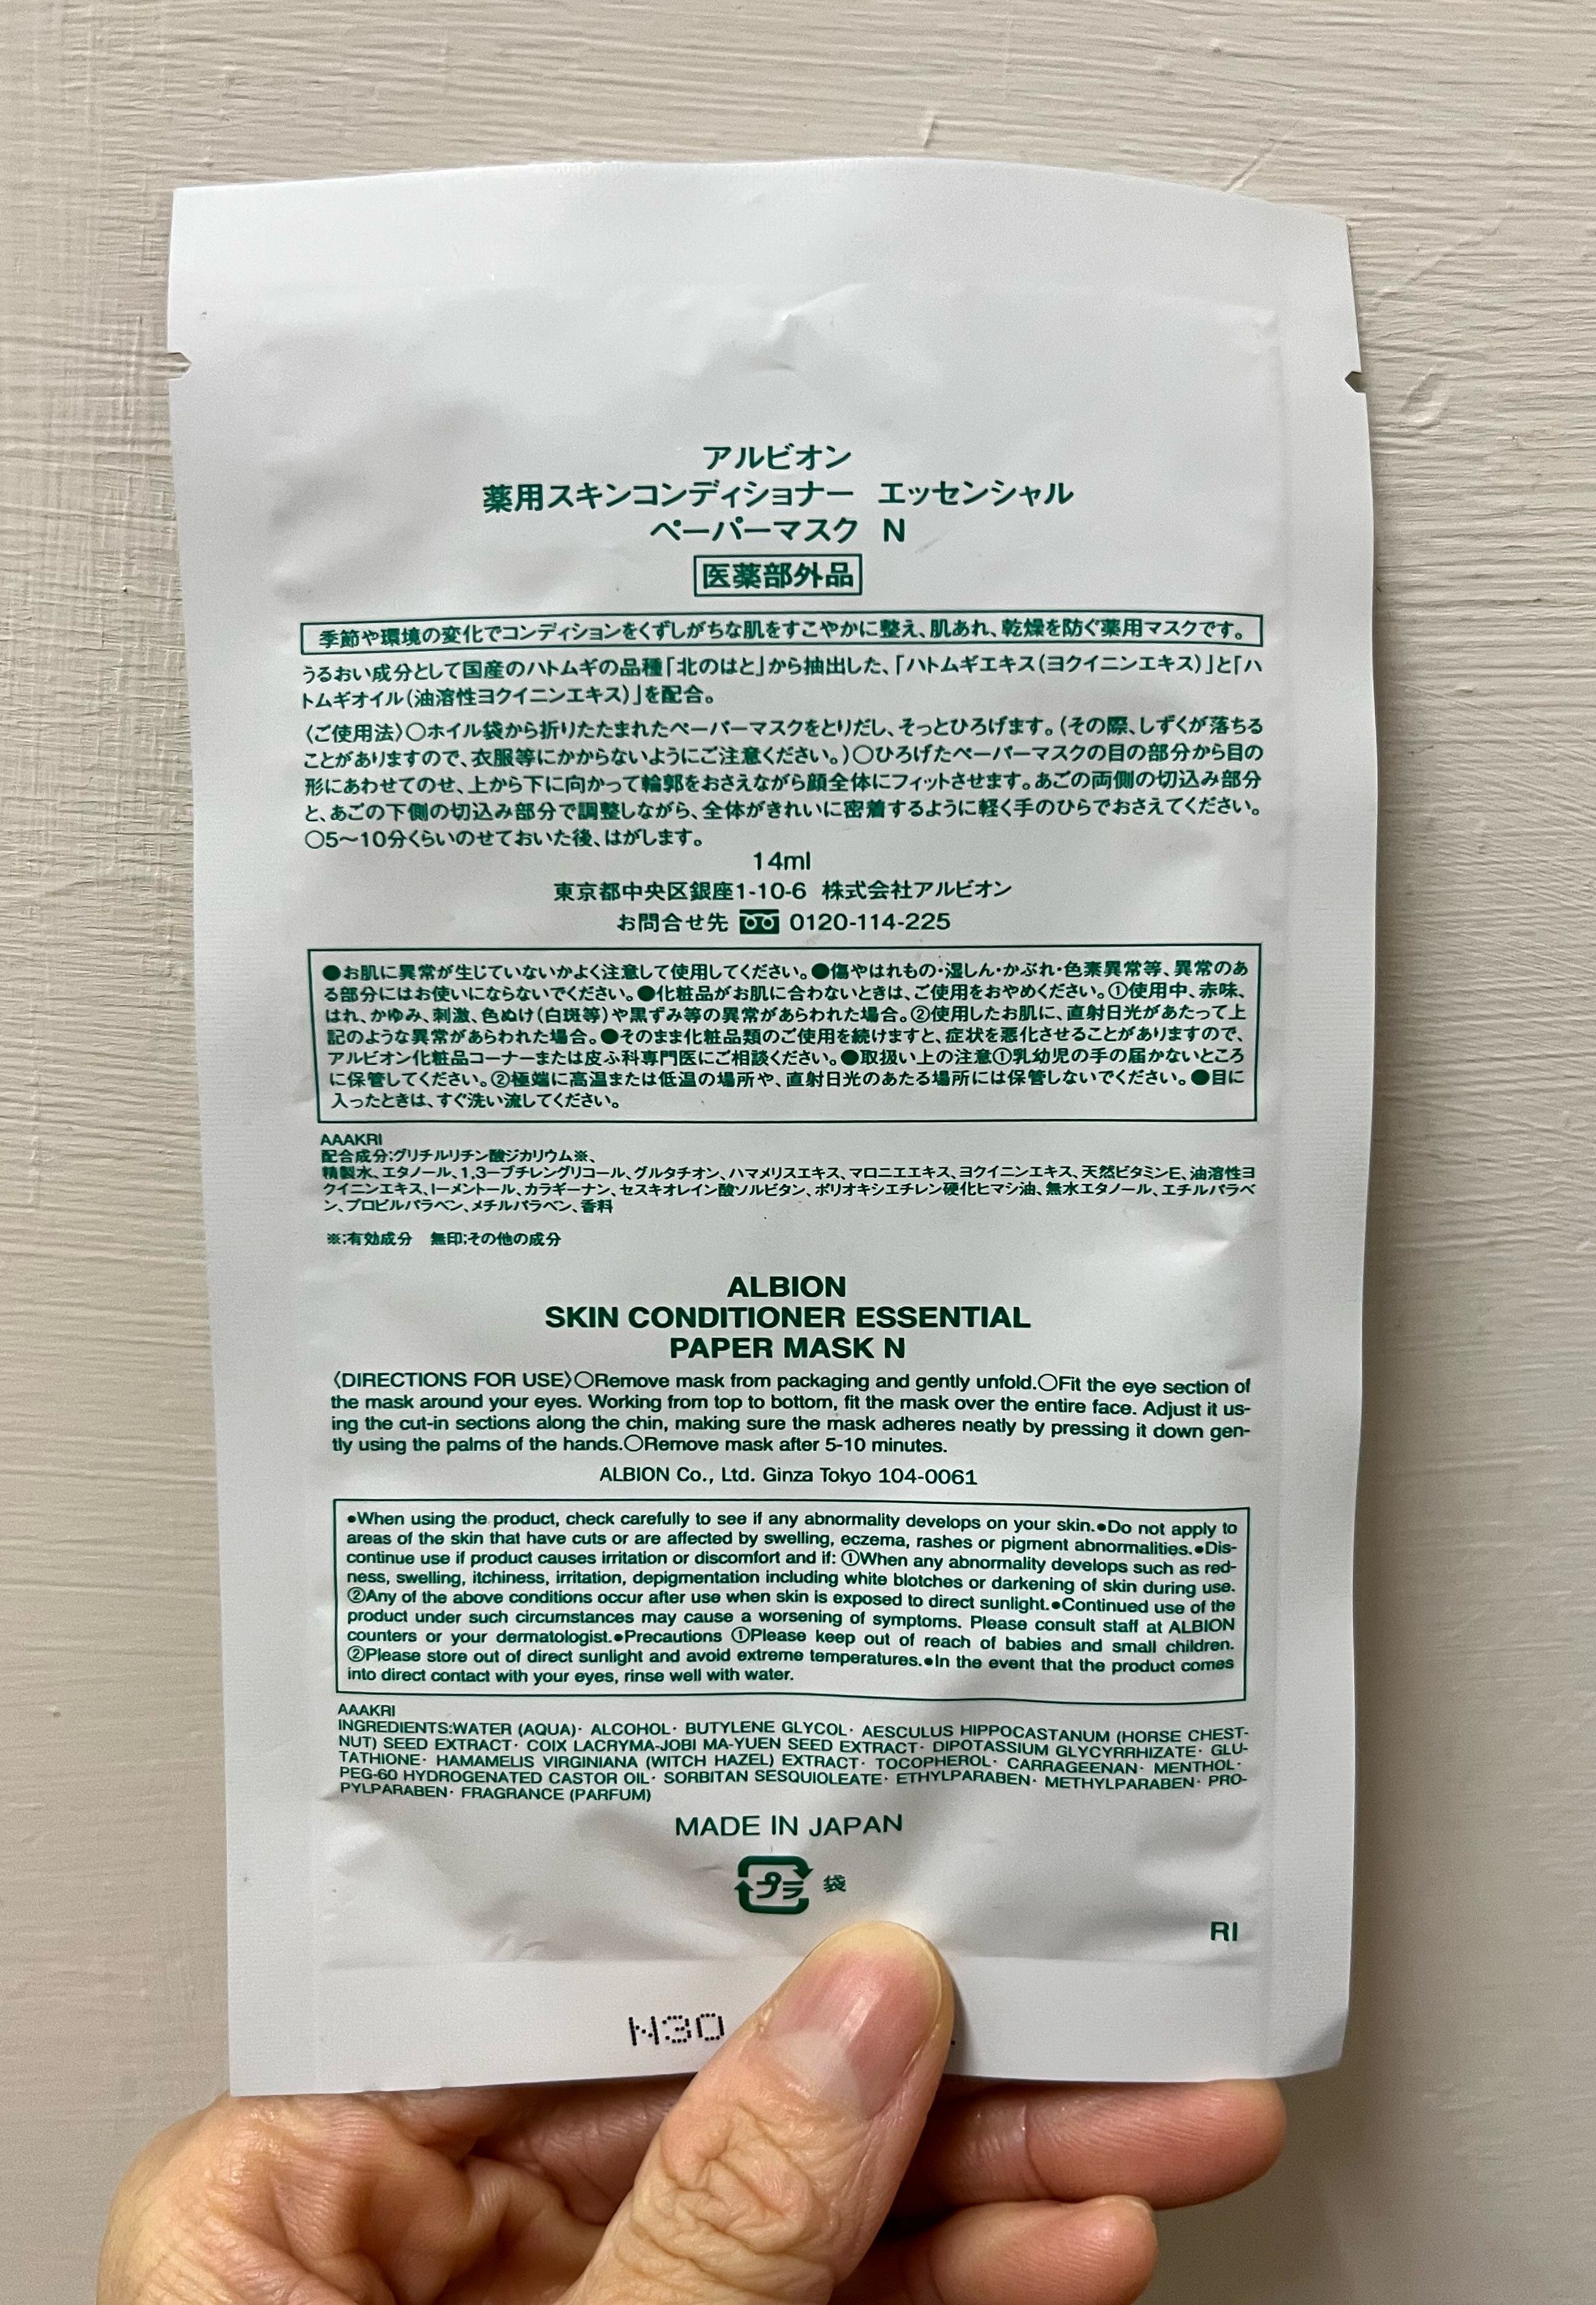 アルビオン
薬用スキンコンディショナー エッセンシャル
ペーパーマスク N
医薬部外品
季節や環境の変化でコンディションをくずしがちな肌をすこやかに整え、肌あれ、乾燥を防ぐ薬用マスクです。
うるおい成分として国産のハトムギの品種「北のはと」から抽出した、「ハトムギエキス(ヨクイニンエキス)」と「ハ
トムギオイル(油溶性ヨクイニンエキス)」を配合。
〈ご使用法〉○ホイル袋から折りたたまれたペーパーマスクをとりだし、そっとひろげます。(その際、しずくが落ちる
ことがありますので、衣服等にかからないようにご注意ください。)○ひろげたペーパーマスクの目の部分から目の
形にあわせてのせ、上から下に向かって輪郭をおさえながら顔全体にフィットさせます。あごの両側の切込み部分
と、あごの下側の切込み部分で調整しながら、全体がきれいに密着するように軽く手のひらでおさえてください。
○5〜10分くらいのせておいた後、はがします。
14ml
東京都中央区銀座1-10-6 株式会社アルビオン
お問合せ先 0120-114-225
●お肌に異常が生じていないかよく注意して使用してください。●傷やはれもの・湿しん・かぶれ・色素異常等、異常のあ
る部分にはお使いにならないでください。●化粧品がお肌に合わないときは、ご使用をおやめください。①使用中、赤味、
はれ、かゆみ、刺激、色ぬけ(白斑等)や黒ずみ等の異常があらわれた場合。②使用したお肌に、直射日光があたって上
記のような異常があらわれた場合。●そのまま化粧品類のご使用を続けますと、症状を悪化させることがありますので、
アルビオン化粧品コーナーまたは皮ふ科専門医にご相談ください。●取扱い上の注意①乳幼児の手の届かないところ
に保管してください。②極端に高温または低温の場所や、直射日光のあたる場所には保管しないでください。●目に
入ったときは、すぐ洗い流してください。
AAAKRI
配合成分:グリチルリチン酸ジカリウム※、
精製水、エタノール、1,3-ブチレングリコール、グルタチオン、ハマメリスエキス、マロニエエキス、ヨクイニンエキス、天然ビタミンE、油溶性ヨ
クイニンエキス、l-メントール、カラギーナン、セスキオレイン酸ソルビタン、ポリオキシエチレン硬化ヒマシ油、無水エタノール、エチルパラベ
ン、プロピルパラベン、メチルパラベン、香料
※;有効成分 無印;その他の成分
ALBION
SKIN CONDITIONER ESSENTIAL
PAPER MASK N
〈DIRECTIONS FOR USE〉○Remove mask from packaging and gently unfold.○Fit the eye section of
the mask around your eyes. Working from top to bottom, fit the mask over the entire face. Adjust it us-
ing the cut-in sections along the chin, making sure the mask adheres neatly by pressing it down gen-
tly using the palms of the hands.○Remove mask after 5-10 minutes.
ALBION Co., Ltd. Ginza Tokyo 104-0061
●When using the product, check carefully to see if any abnormality develops on your skin.●Do not apply to
areas of the skin that have cuts or are affected by swelling, eczema, rashes or pigment abnormalities.●Dis-
continue use if product causes irritation or discomfort and if: ①When any abnormality develops such as red-
ness, swelling, itchiness, irritation, depigmentation including white blotches or darkening of skin during use.
②Any of the above conditions occur after use when skin is exposed to direct sunlight.●Continued use of the
product under such circumstances may cause a worsening of symptoms. Please consult staff at ALBION
counters or your dermatologist.●Precautions ①Please keep out of reach of babies and small children.
②Please store out of direct sunlight and avoid extreme temperatures.●In the event that the product comes
into direct contact with your eyes, rinse well with water.
AAAKRI
INGREDIENTS:WATER (AQUA)· ALCOHOL· BUTYLENE GLYCOL· AESCULUS HIPPOCASTANUM (HORSE CHEST-
NUT) SEED EXTRACT· COIX LACRYMA-JOBI MA-YUEN SEED EXTRACT· DIPOTASSIUM GLYCYRRHIZATE· GLU-
TATHIONE· HAMAMELIS VIRGINIANA (WITCH HAZEL) EXTRACT· TOCOPHEROL· CARRAGEENAN· MENTHOL·
PEG-60 HYDROGENATED CASTOR OIL· SORBITAN SESQUIOLEATE· ETHYLPARABEN· METHYLPARABEN· PRO-
PYLPARABEN· FRAGRANCE (PARFUM)
MADE IN JAPAN
プラ 袋
RI
N30